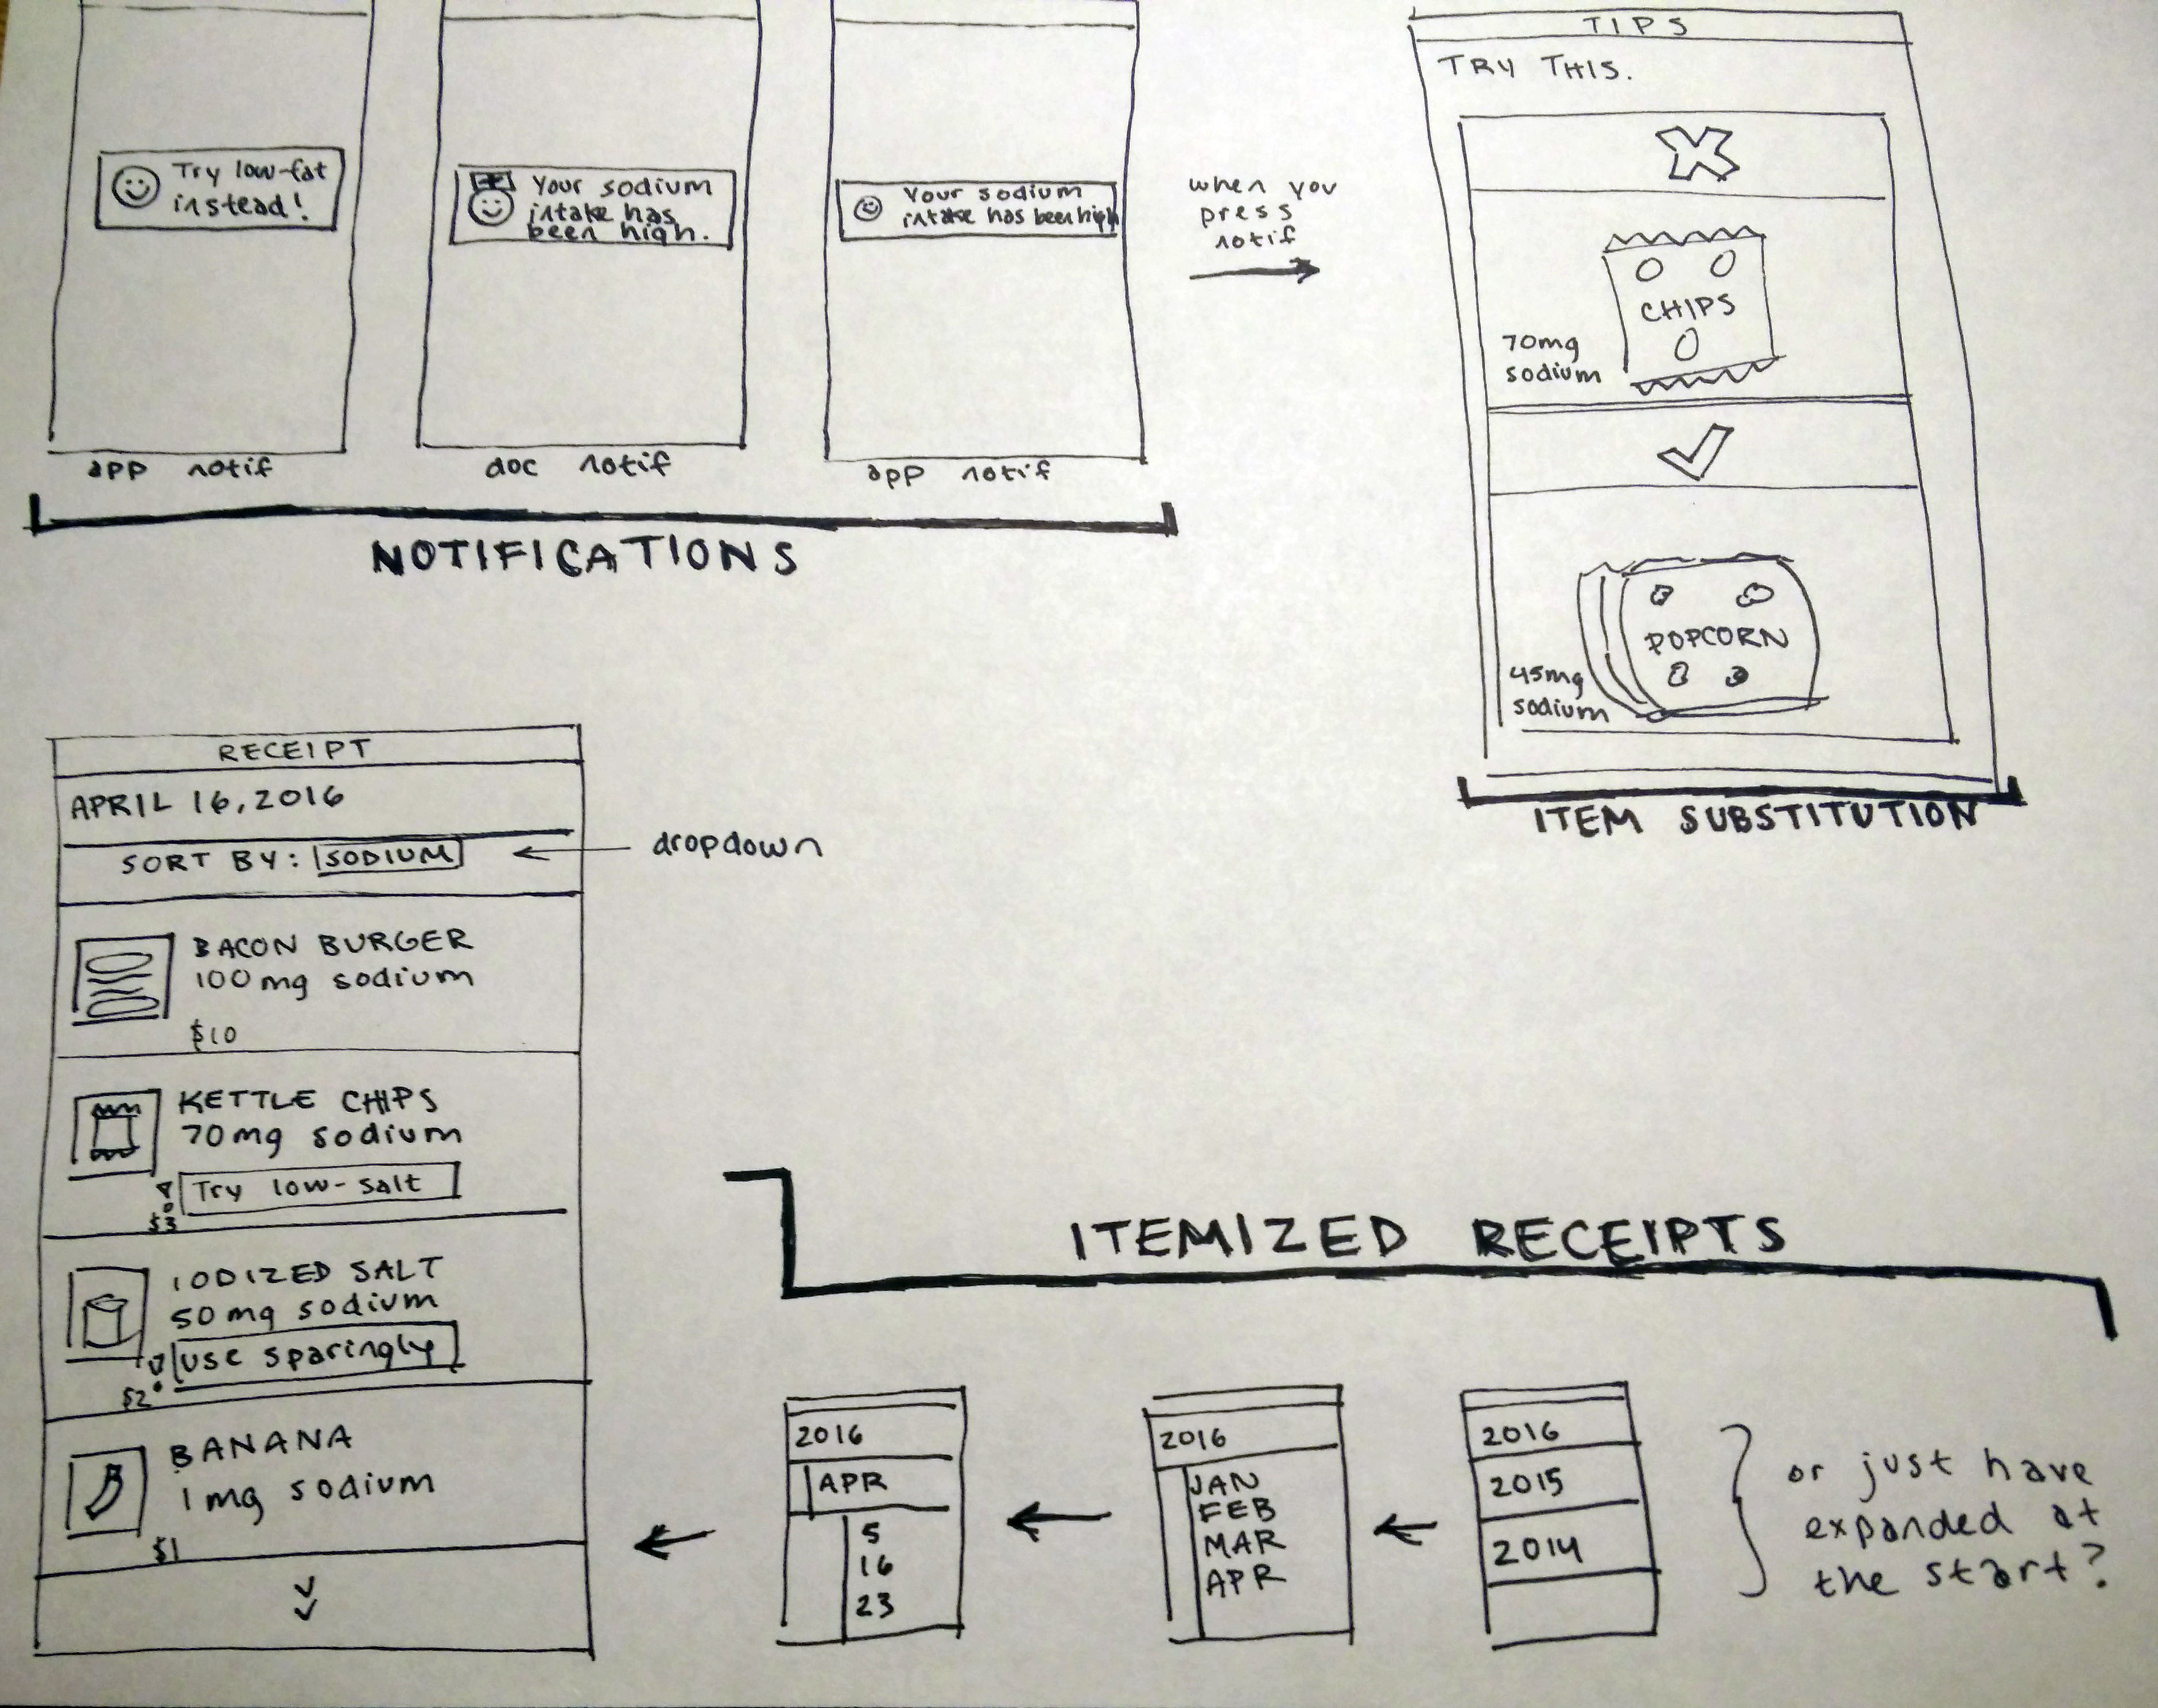 Try low-fat
instead!
app notif
Your sodium
intake has
been high.
doc notif
Your sodium
intake has been high
app notif
NOTIFICATIONS
when you
press
notif
TIPS
TRY THIS.
CHIPS
70mg
sodium
POPCORN
45mg
sodium
ITEM SUBSTITUTION
RECEIPT
APRIL 16, 2016
SORT BY: SODIUM
dropdown
BACON BURGER
100mg sodium
$10
KETTLE CHIPS
70mg sodium
Try low-salt
$3
IODIZED SALT
50mg sodium
use sparingly
$2
BANANA
1mg sodium
$1
ITEMIZED RECEIPTS
2016
APR
5
16
23
2016
JAN
FEB
MAR
APR
2016
2015
2014
or just have
expanded at
the start?